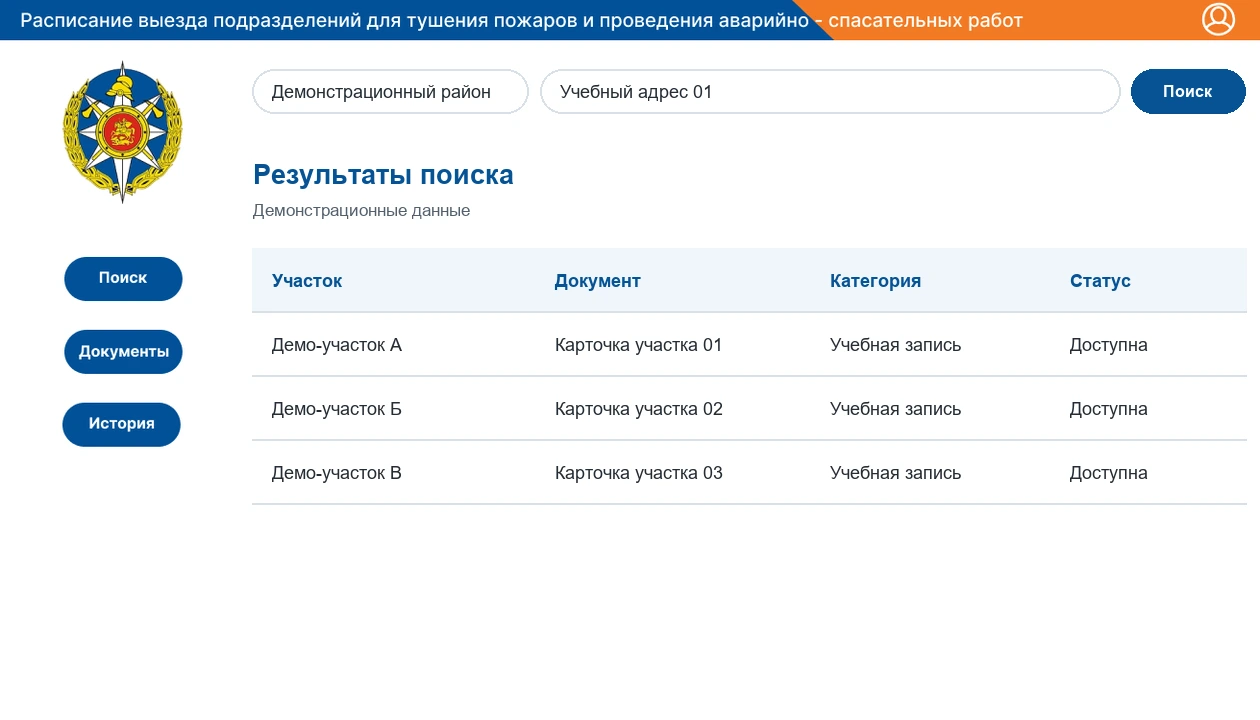 Расписание выезда подразделений для тушения пожаров и проведения аварийно - спасательных работ
Демонстрационный район Учебный адрес 01 Поиск
Результаты поиска
Демонстрационные данные
Поиск
Документы
История
Участок Документ Категория Статус
Демо-участок А Карточка участка 01 Учебная запись Доступна
Демо-участок Б Карточка участка 02 Учебная запись Доступна
Демо-участок В Карточка участка 03 Учебная запись Доступна